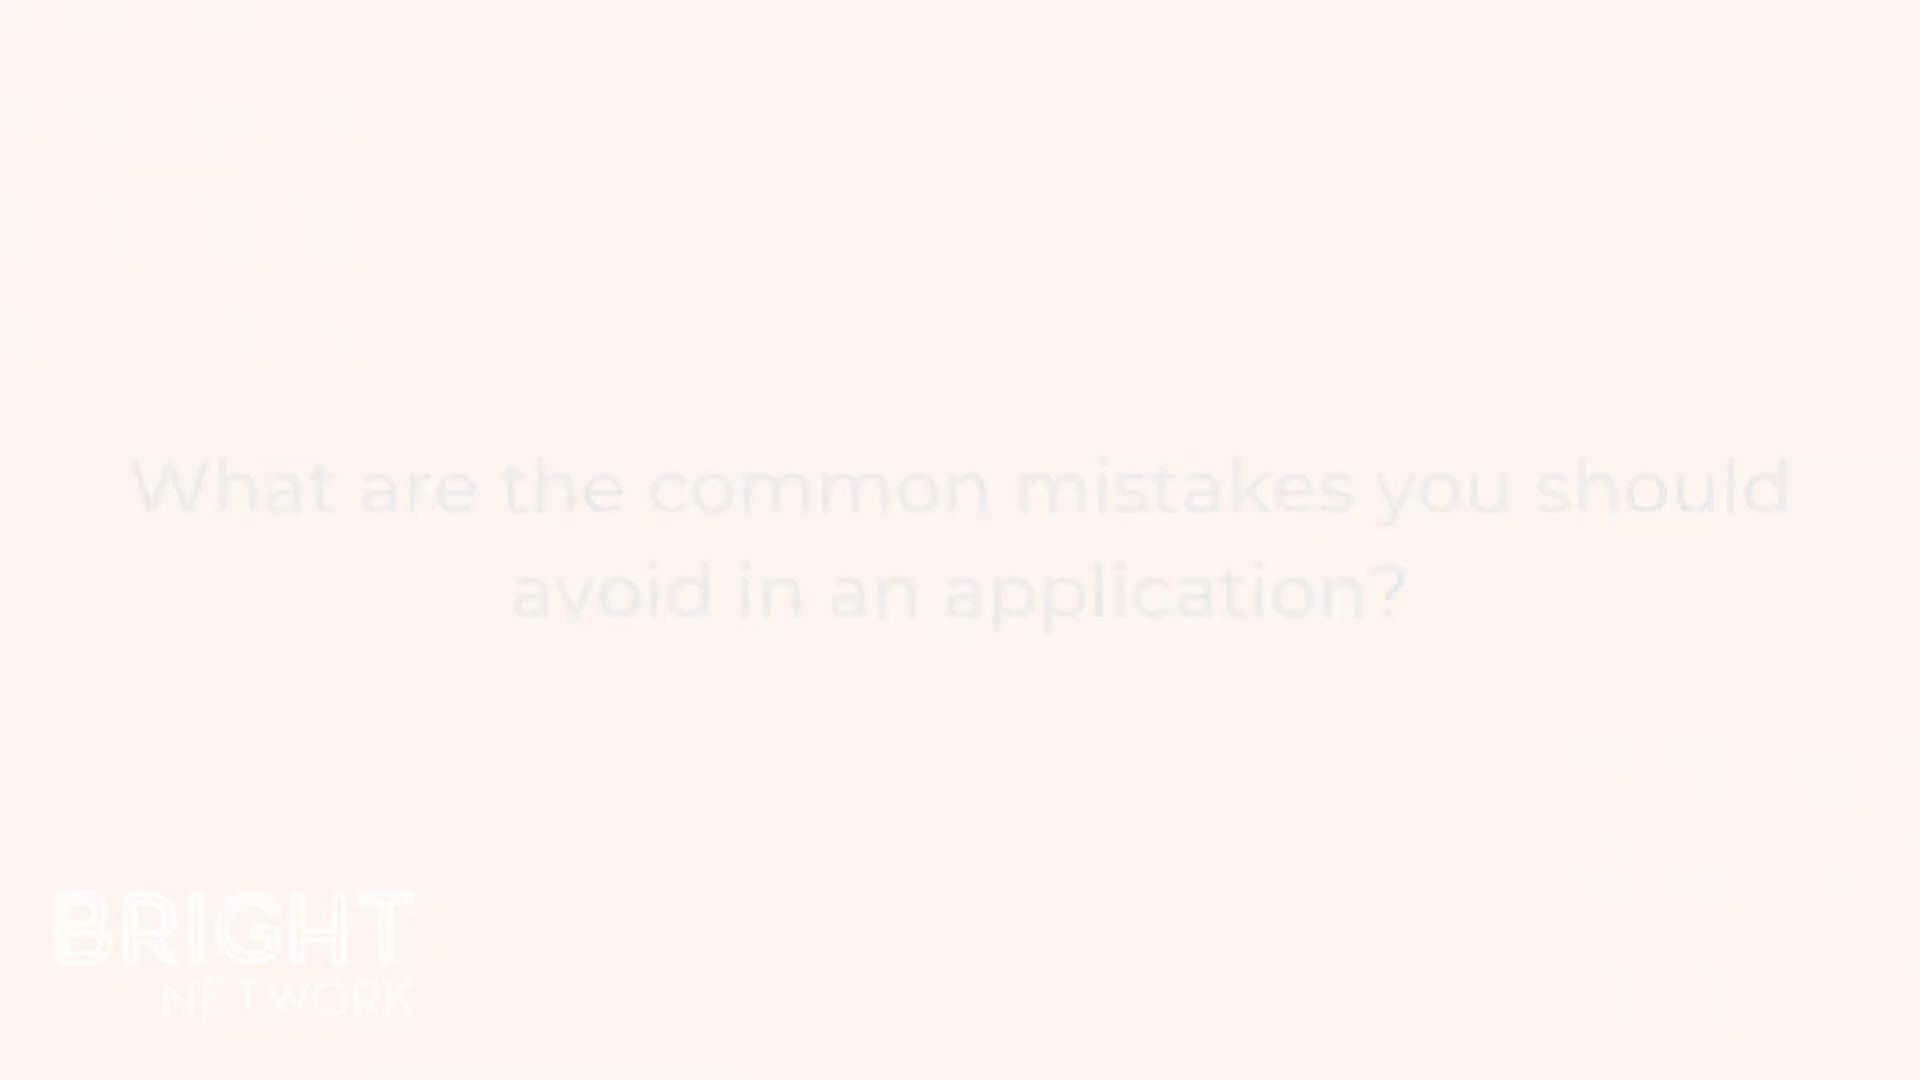 What are the common mistakes you should
avoid in an application?
BRIGHT
NETWORK